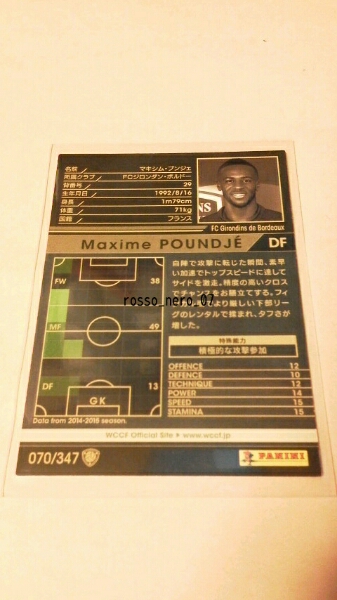 名称 マキシム・プンジェ
所属クラブ FCジロンダン・ボルドー
背番号 29
生年月日 1992/8/16
身長 1m79cm
体重 71kg
国籍 フランス
FC Girondins de Bordeaux
Maxime POUNDJÉ DF
自陣で攻撃に転じた瞬間、素早
い加速でトップスピードに達して
サイドを激走。精度の高いクロス
でチャンスをお膳立てする。フィ
より厳しい下部リー
グのレンタルで揉まれ、タフさが
増した。
FW 38
rosso_nero_07
MF 49
DF 13
GK
Data from 2014-2015 season.
特殊能力
積極的な攻撃参加
OFFENCE 12
DEFENCE 10
TECHNIQUE 12
POWER 14
SPEED 15
STAMINA 15
WCCF Official Site www.wccf.jp
070/347
PANINI